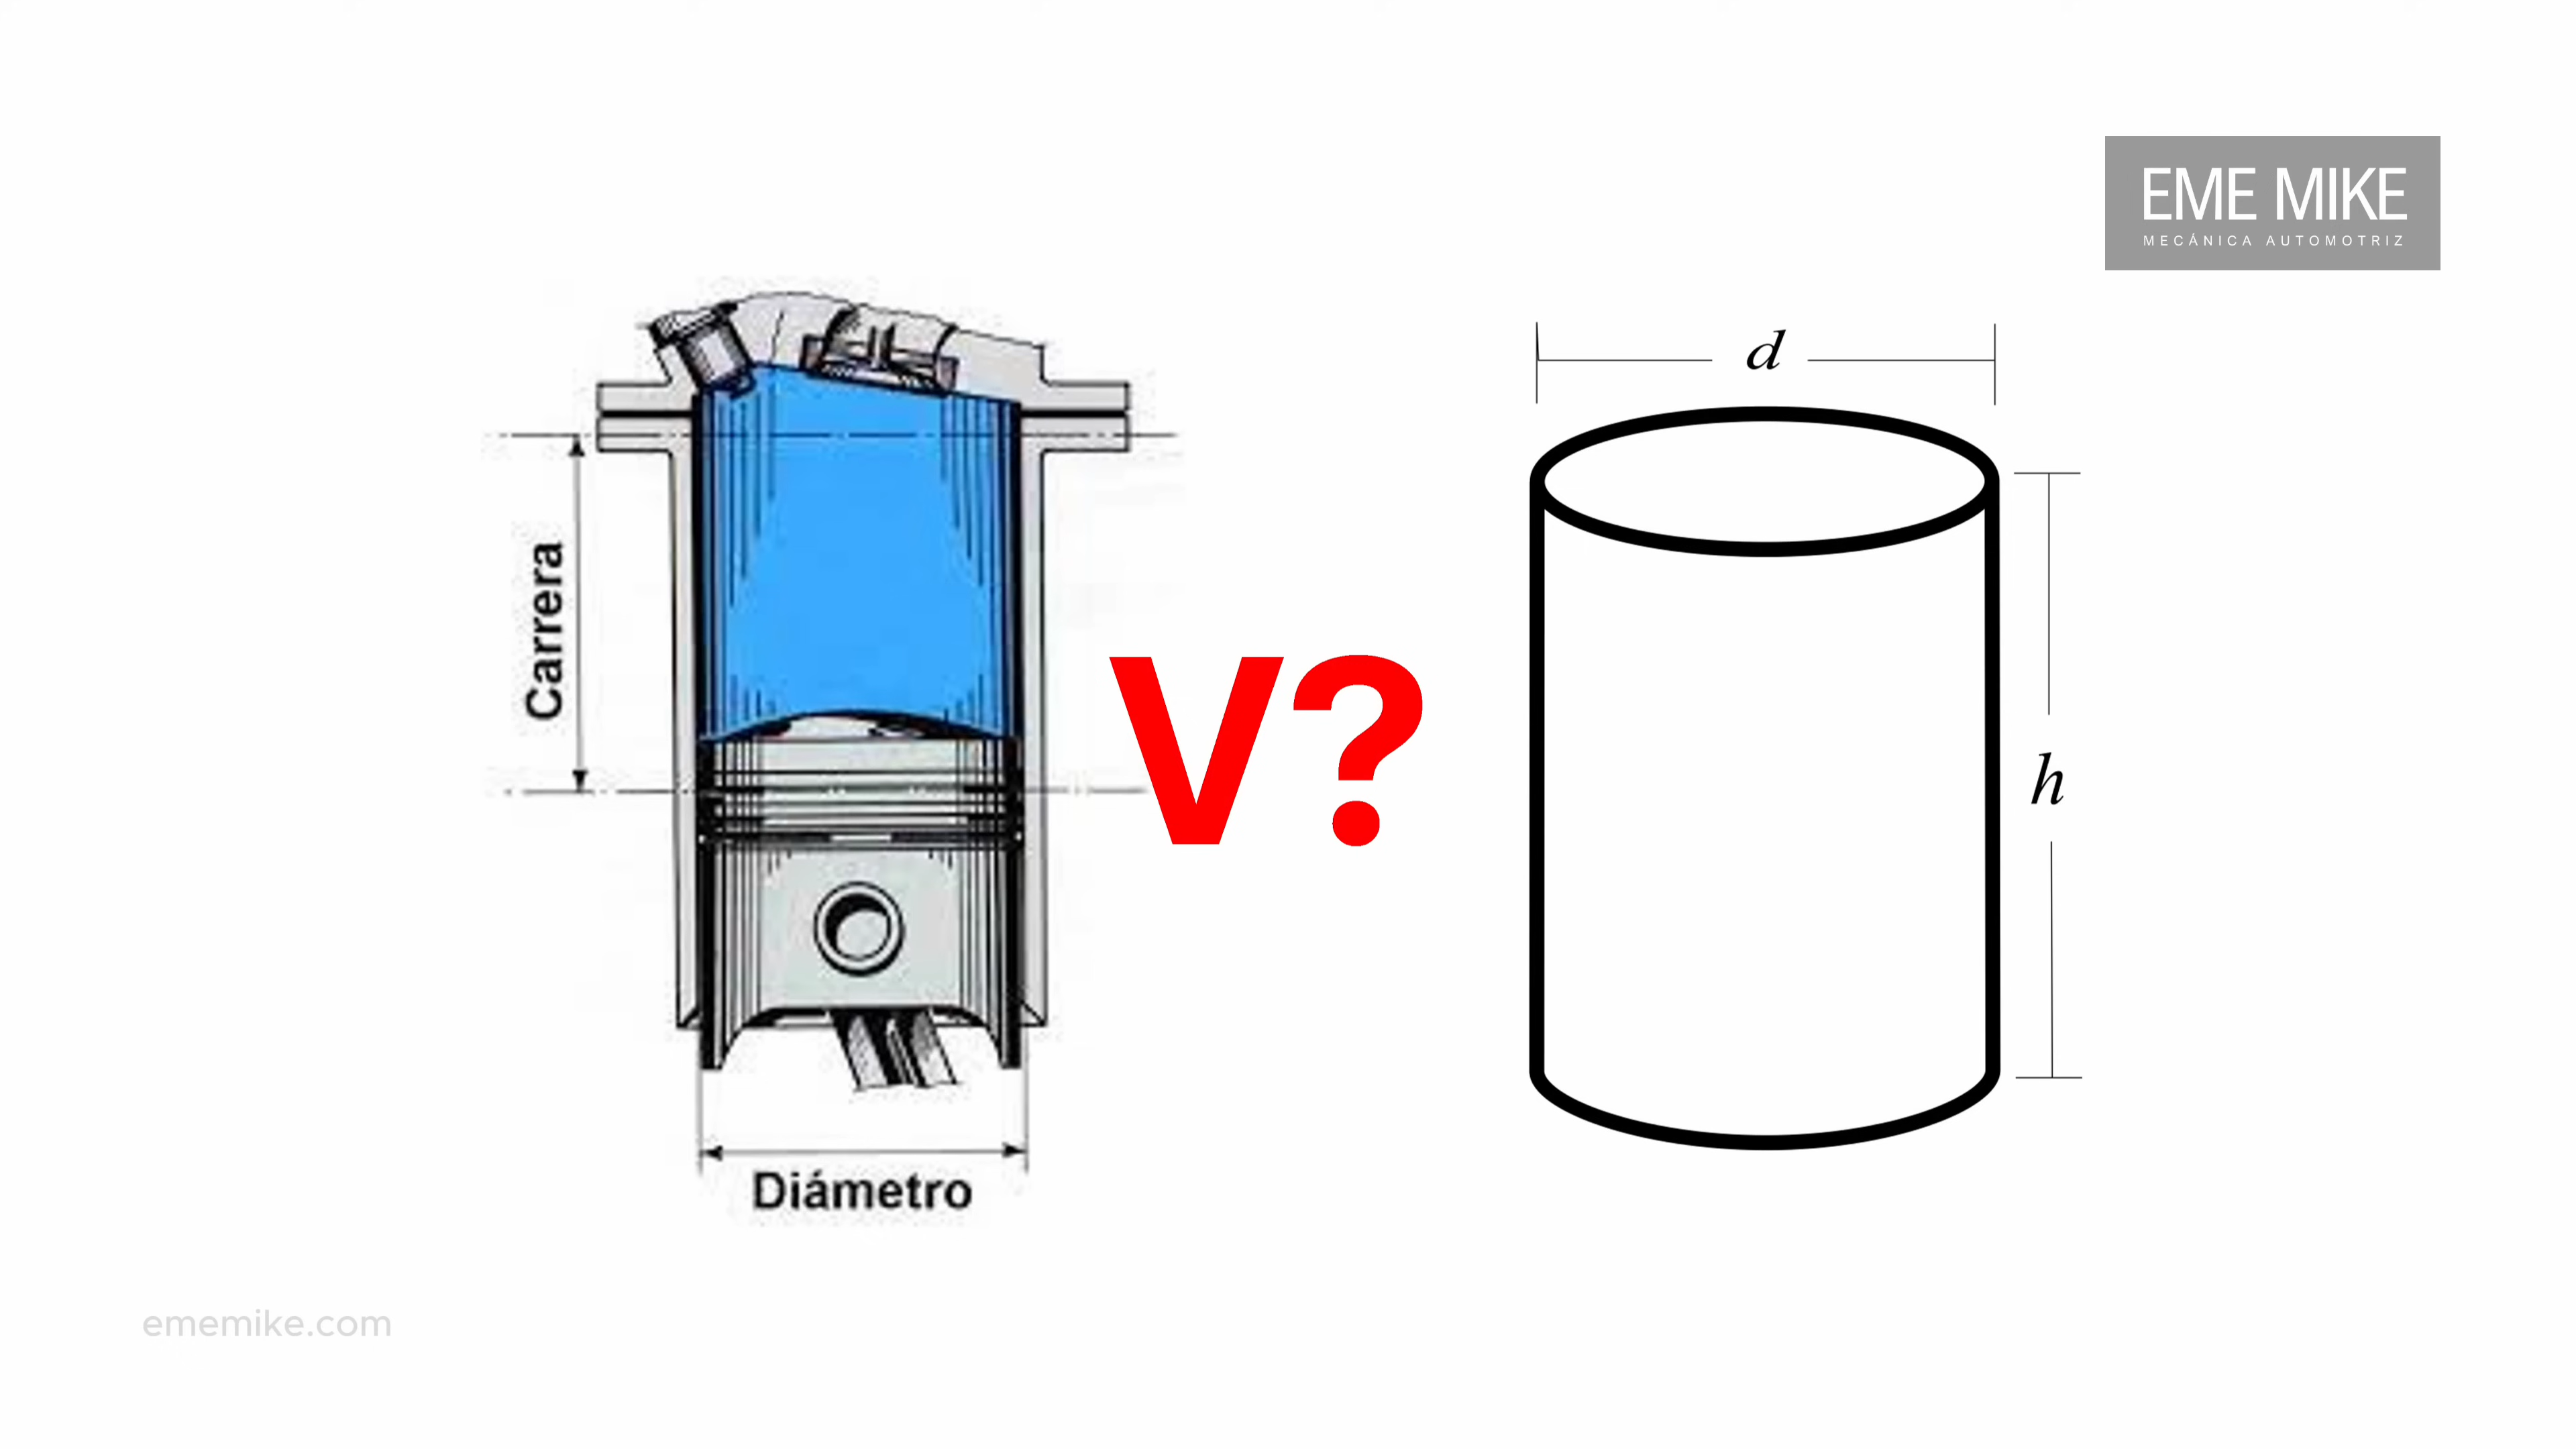 EME MIKE
MECÁNICA AUTOMOTRIZ
d
Carrera
V?
h
Diámetro
ememike.com